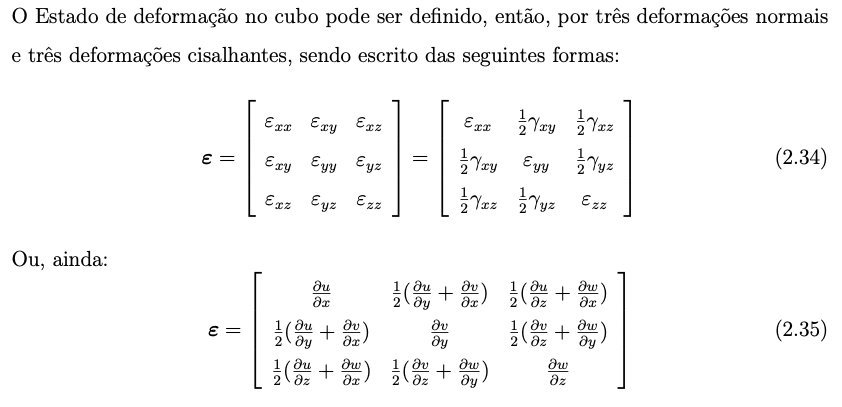 O Estado de deformação no cubo pode ser definido, então, por três deformações normais
e três deformações cisalhantes, sendo escrito das seguintes formas:
$$\boldsymbol{\varepsilon} = \begin{bmatrix} \varepsilon_{xx} & \varepsilon_{xy} & \varepsilon_{xz} \\ \varepsilon_{xy} & \varepsilon_{yy} & \varepsilon_{yz} \\ \varepsilon_{xz} & \varepsilon_{yz} & \varepsilon_{zz} \end{bmatrix} = \begin{bmatrix} \varepsilon_{xx} & \frac{1}{2}\gamma_{xy} & \frac{1}{2}\gamma_{xz} \\ \frac{1}{2}\gamma_{xy} & \varepsilon_{yy} & \frac{1}{2}\gamma_{yz} \\ \frac{1}{2}\gamma_{xz} & \frac{1}{2}\gamma_{yz} & \varepsilon_{zz} \end{bmatrix}$$ (2.34)
Ou, ainda:
$$\boldsymbol{\varepsilon} = \begin{bmatrix} \frac{\partial u}{\partial x} & \frac{1}{2}(\frac{\partial u}{\partial y} + \frac{\partial v}{\partial x}) & \frac{1}{2}(\frac{\partial u}{\partial z} + \frac{\partial w}{\partial x}) \\ \frac{1}{2}(\frac{\partial u}{\partial y} + \frac{\partial v}{\partial x}) & \frac{\partial v}{\partial y} & \frac{1}{2}(\frac{\partial v}{\partial z} + \frac{\partial w}{\partial y}) \\ \frac{1}{2}(\frac{\partial u}{\partial z} + \frac{\partial w}{\partial x}) & \frac{1}{2}(\frac{\partial v}{\partial z} + \frac{\partial w}{\partial y}) & \frac{\partial w}{\partial z} \end{bmatrix}$$ (2.35)